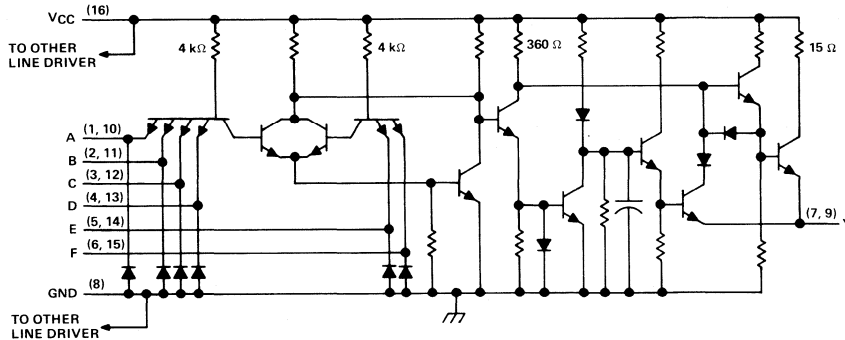 VCC (16)
TO OTHER
LINE DRIVER
4 kΩ
4 kΩ
360 Ω
15 Ω
A (1, 10)
B (2, 11)
C (3, 12)
D (4, 13)
E (5, 14)
F (6, 15)
(7, 9) Y
GND (8)
TO OTHER
LINE DRIVER